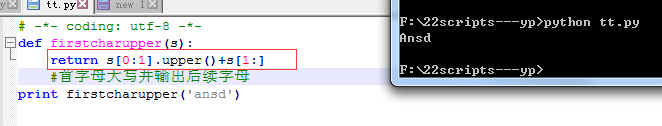 tt.py new 1
# -*- coding: utf-8 -*-
def firstcharupper(s):
return s[0:1].upper()+s[1:]
#首字母大写并输出后续字母
print firstcharupper('ansd')
F:\22scripts---yp>python tt.py
Ansd
F:\22scripts---yp>